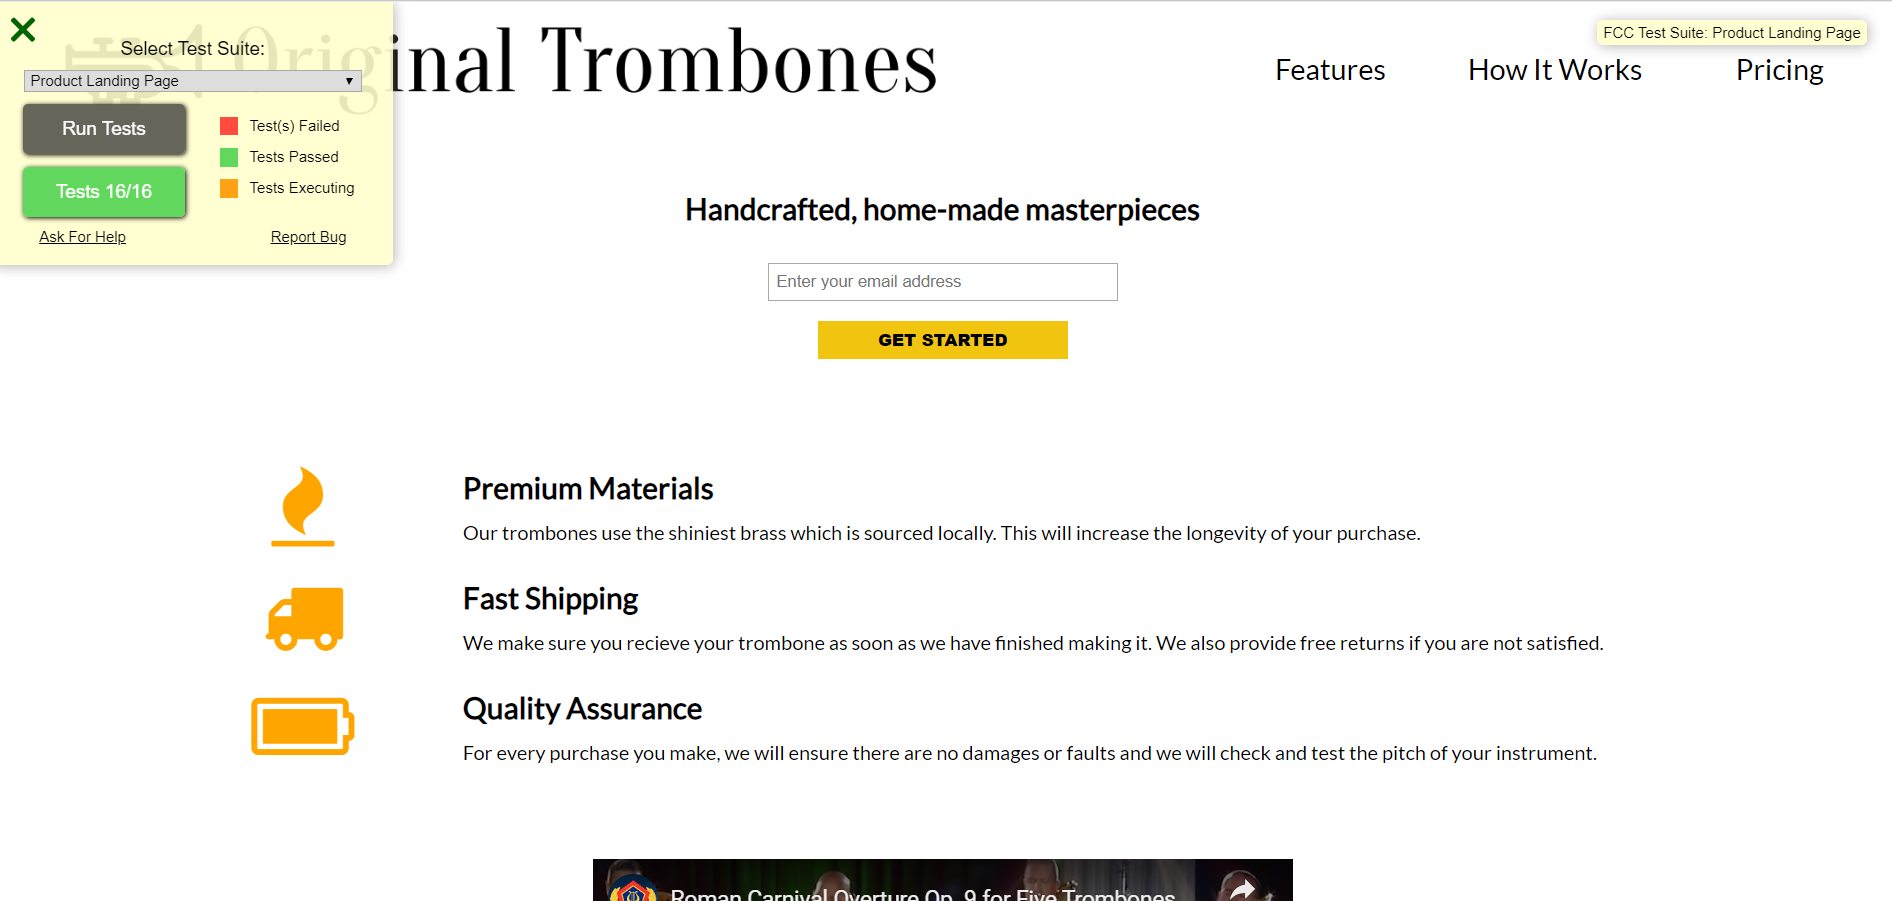 Select Test Suite:
Product Landing Page
Run Tests
Tests 16/16
Test(s) Failed
Tests Passed
Tests Executing
Ask For Help
Report Bug
Original Trombones
FCC Test Suite: Product Landing Page
Features
How It Works
Pricing
Handcrafted, home-made masterpieces
Enter your email address
GET STARTED
Premium Materials
Our trombones use the shiniest brass which is sourced locally. This will increase the longevity of your purchase.
Fast Shipping
We make sure you recieve your trombone as soon as we have finished making it. We also provide free returns if you are not satisfied.
Quality Assurance
For every purchase you make, we will ensure there are no damages or faults and we will check and test the pitch of your instrument.
Roman Carnival Overture Op. 9 for Five Trombones